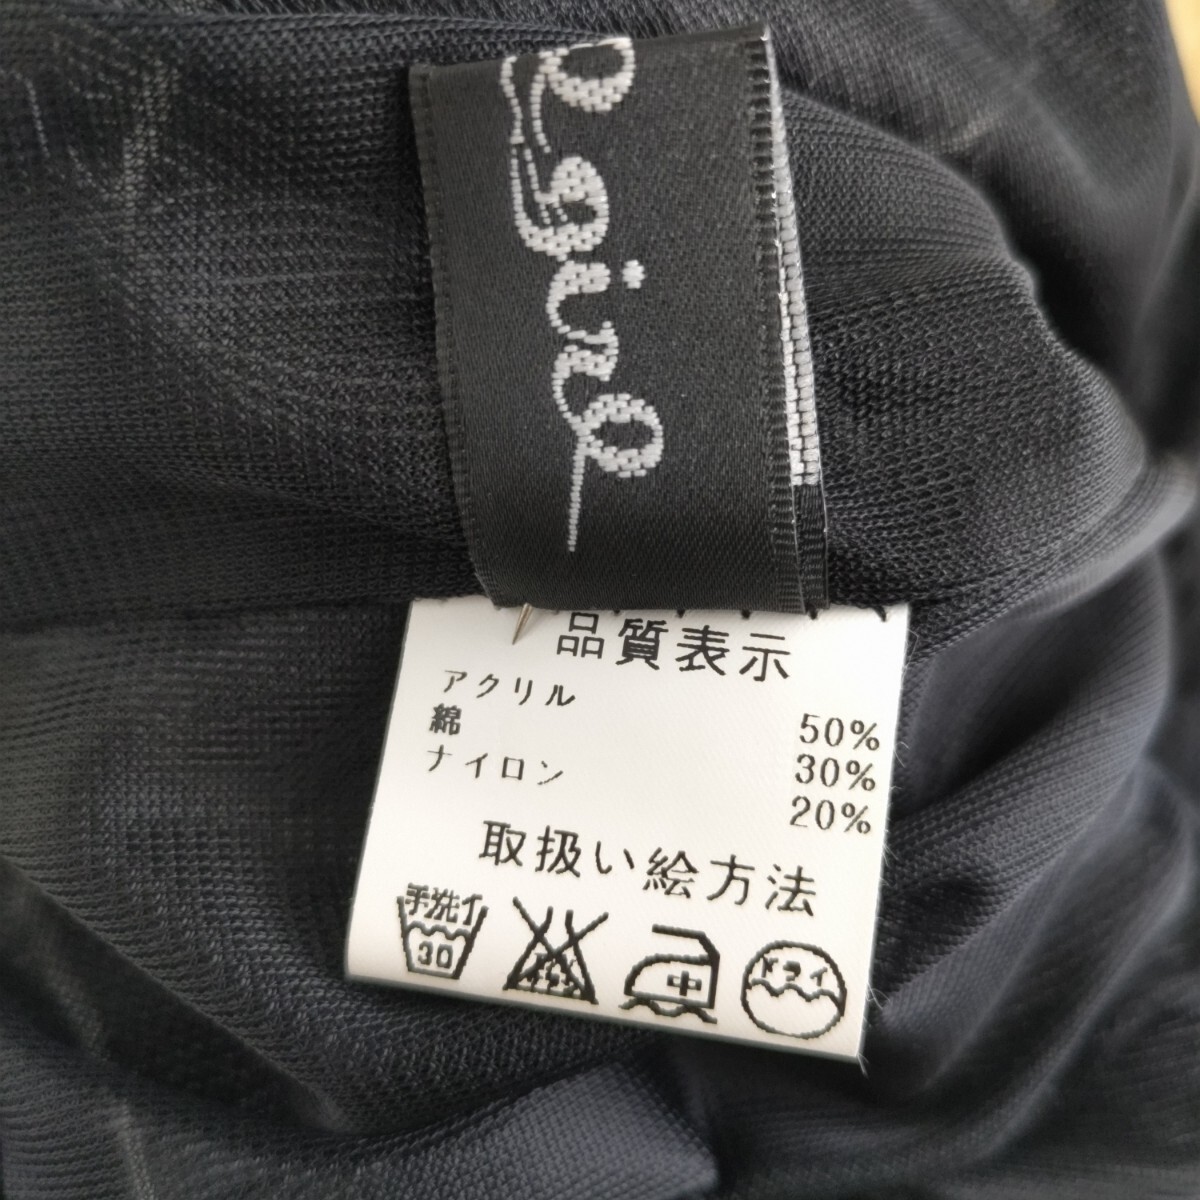 gire
品質表示
アクリル 50%
綿 30%
ナイロン 20%
取扱い絵方法
手洗イ 30
中
ドライ